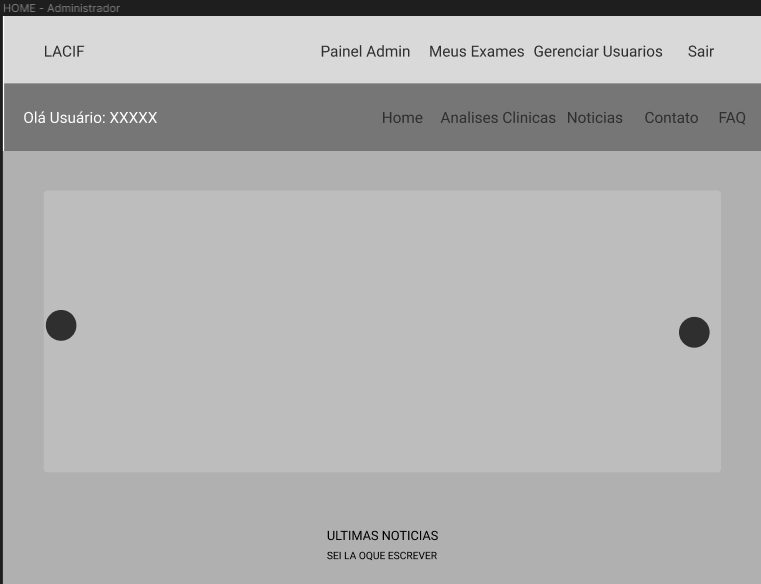 HOME - Administrador
LACIF Painel Admin Meus Exames Gerenciar Usuarios Sair
Olá Usuário: XXXXX Home Analises Clinicas Noticias Contato FAQ
ULTIMAS NOTICIAS
SEI LA OQUE ESCREVER